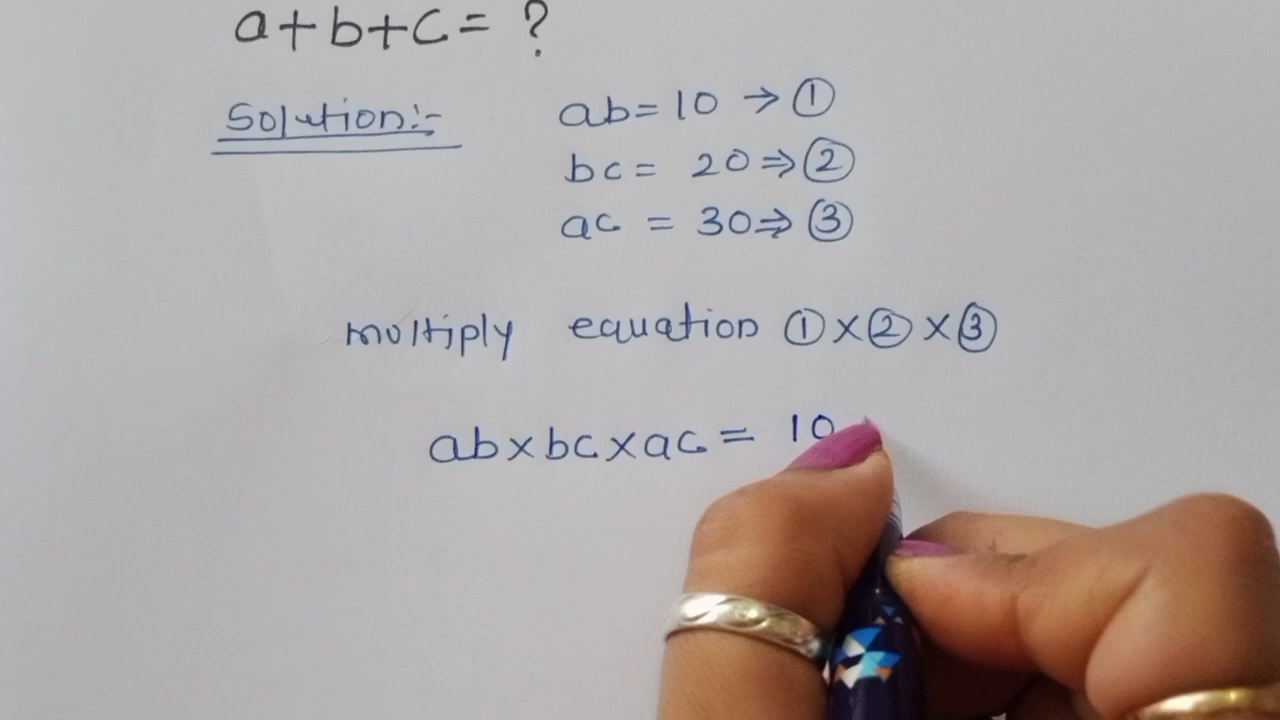 a+b+c= ?
Solution:-
ab=10 → ①
bc = 20 ⇒ ②
ac = 30 ⇒ ③
multiply equation ① × ② × ③
ab×bc×ac = 10